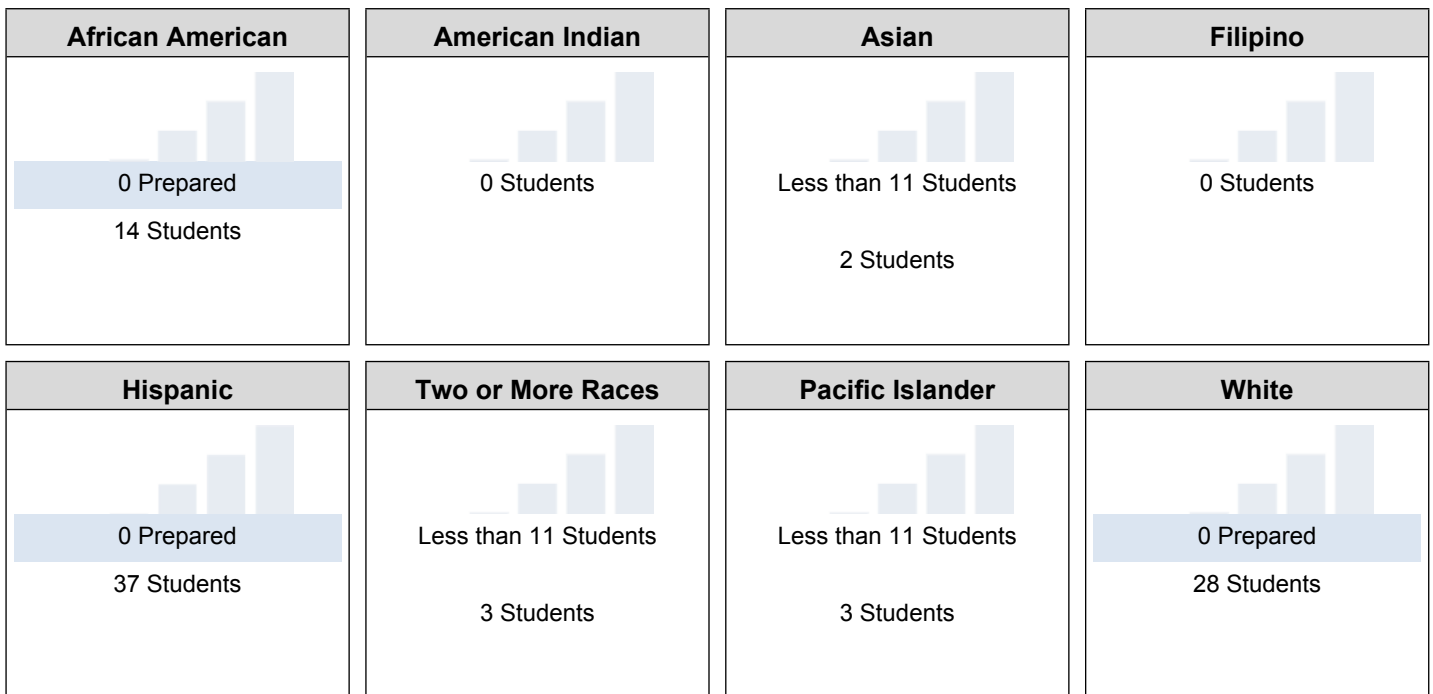 African American
0 Prepared
14 Students
American Indian
0 Students
Asian
Less than 11 Students
2 Students
Filipino
0 Students
Hispanic
0 Prepared
37 Students
Two or More Races
Less than 11 Students
3 Students
Pacific Islander
Less than 11 Students
3 Students
White
0 Prepared
28 Students